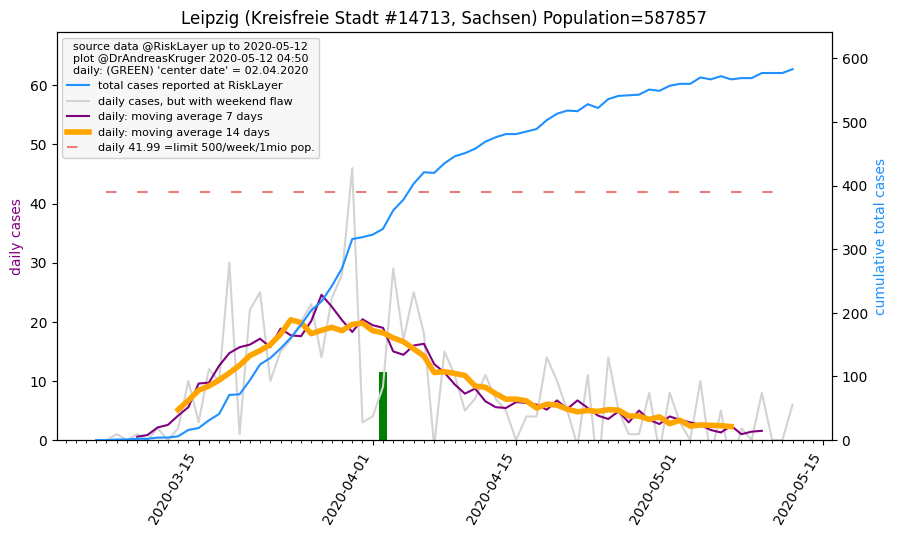 Leipzig (Kreisfreie Stadt #14713, Sachsen) Population=587857
source data @RiskLayer up to 2020-05-12
plot @DrAndreasKruger 2020-05-12 04:50
daily: (GREEN) 'center date' = 02.04.2020
total cases reported at RiskLayer
daily cases, but with weekend flaw
daily: moving average 7 days
daily: moving average 14 days
daily 41.99 =limit 500/week/1mio pop.
daily cases
60
50
40
30
20
10
0
cumulative total cases
600
500
400
300
200
100
0
2020-03-15
2020-04-01
2020-04-15
2020-05-01
2020-05-15